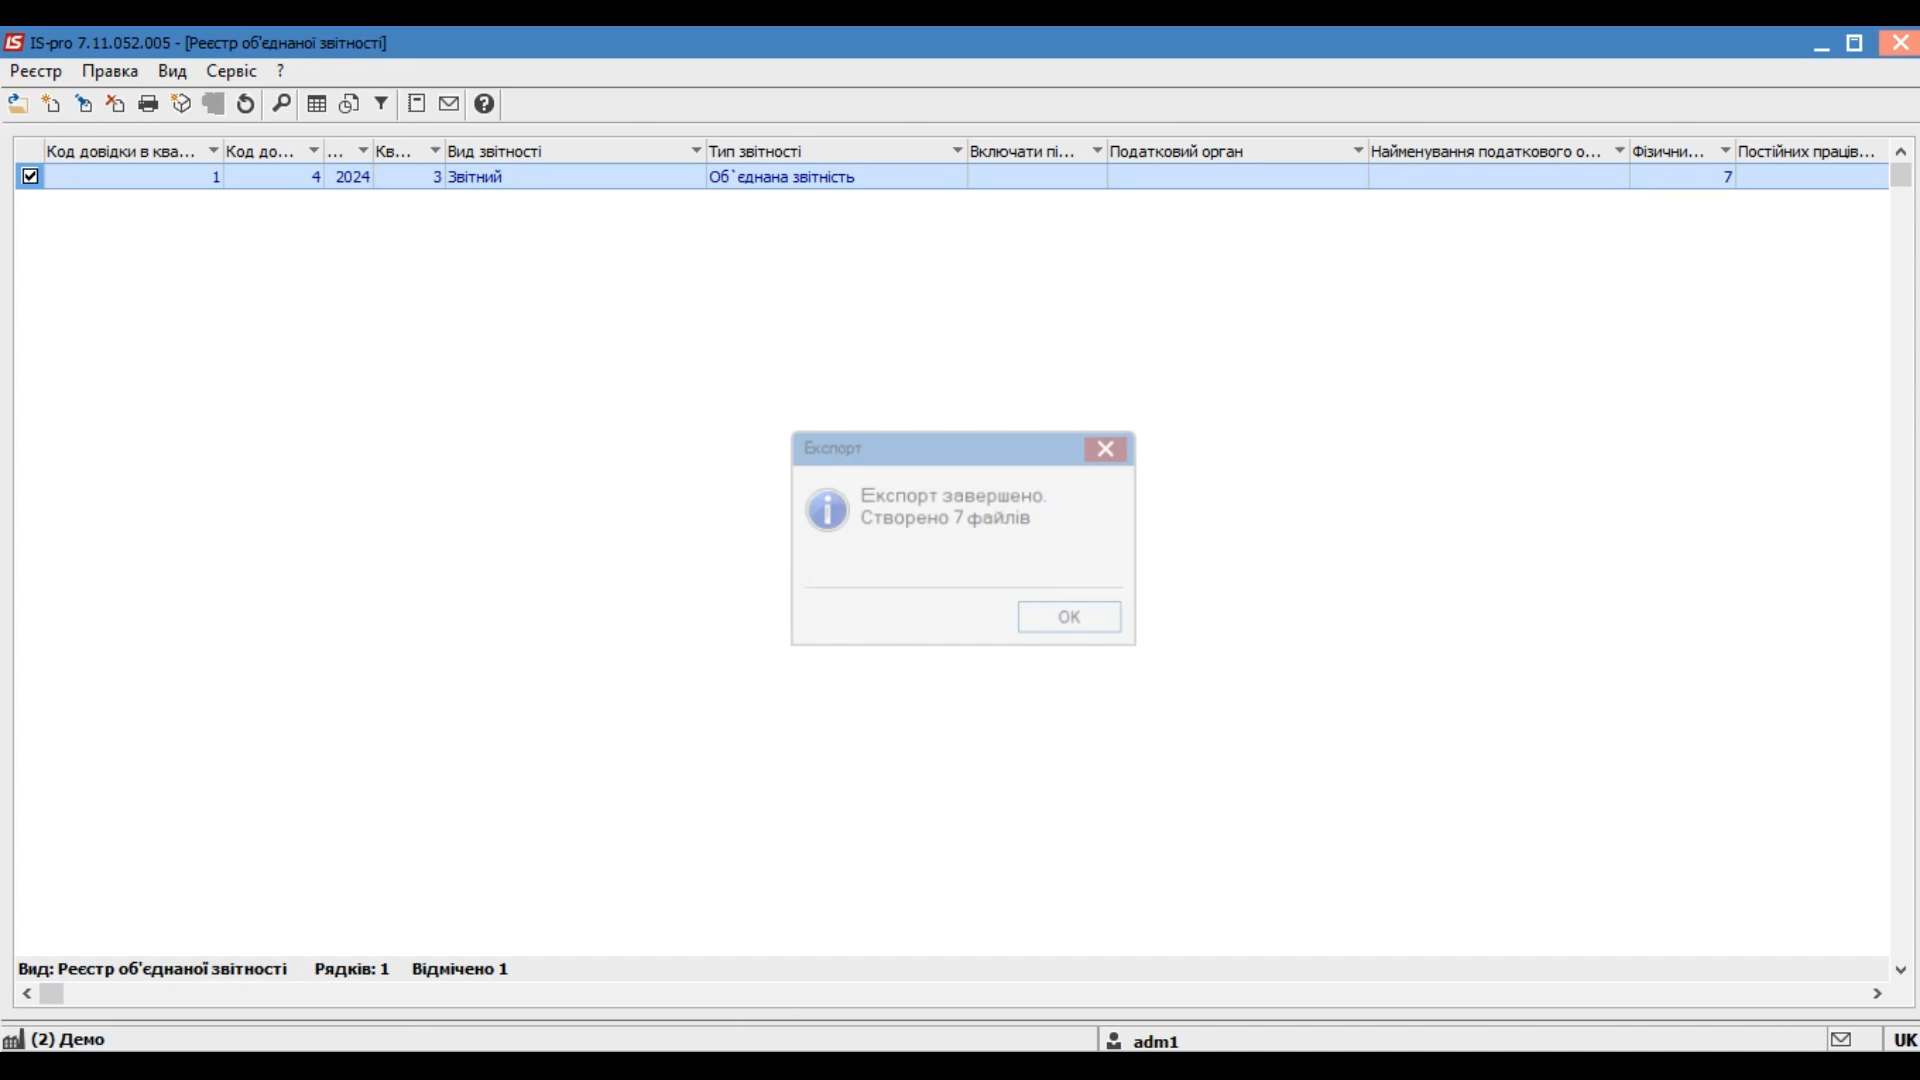 IS-pro 7.11.052.005 - [Реєстр об'єднаної звітності]
Реєстр Правка Вид Сервіс ?
Код довідки в ква... Код до... ... Кв... Вид звітності Тип звітності Включати пі... Податковий орган Найменування податкового о... Фізични... Постійних праців...
1 4 2024 3 Звітний Об`єднана звітність 7
Експорт
Експорт завершено.
Створено 7 файлів
OK
Вид: Реєстр об'єднаної звітності Рядків: 1 Відмічено 1
(2) Демо adm1 UK